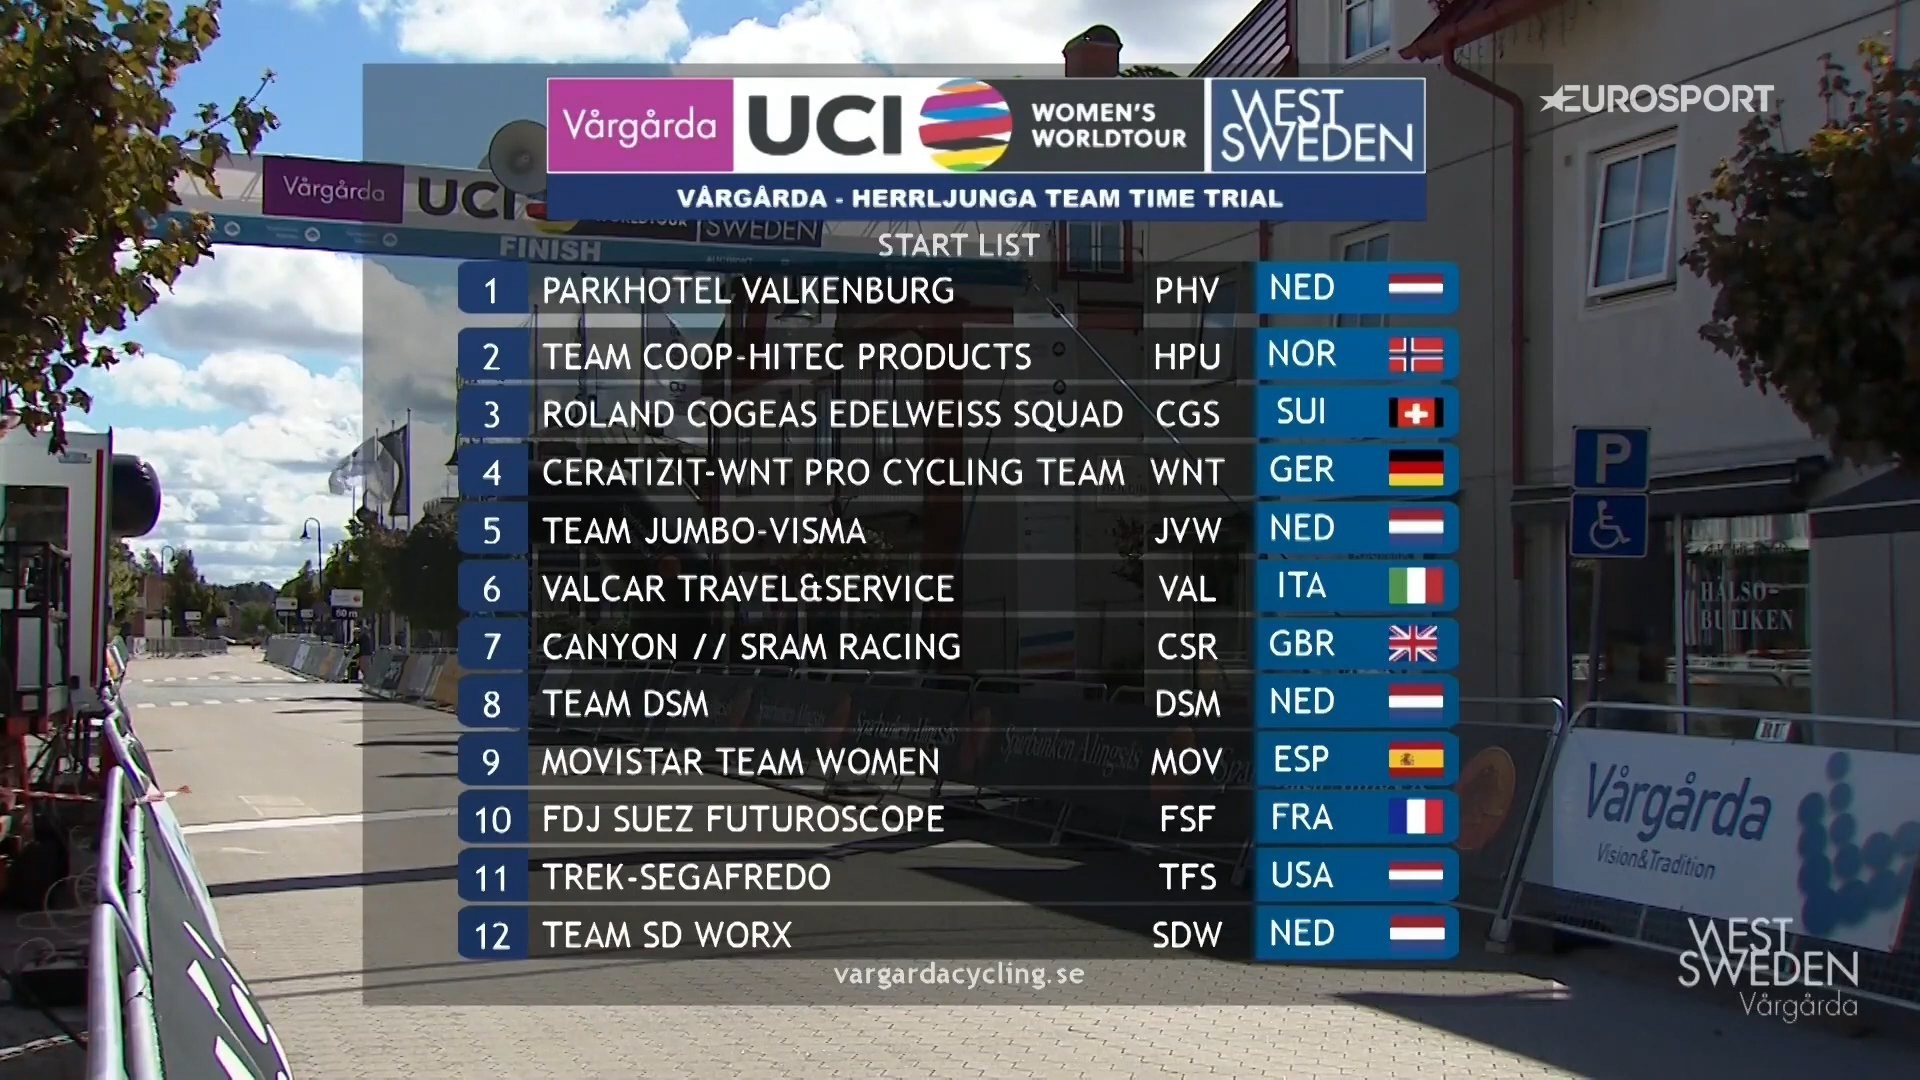 Vårgårda UCI WOMEN'S WORLDTOUR WEST SWEDEN
EUROSPORT
VÅRGÅRDA - HERRLJUNGA TEAM TIME TRIAL
Vårgårda UCI
SWEDEN
FINISH
START LIST
1 PARKHOTEL VALKENBURG PHV NED
2 TEAM COOP-HITEC PRODUCTS HPU NOR
3 ROLAND COGEAS EDELWEISS SQUAD CGS SUI
4 CERATIZIT-WNT PRO CYCLING TEAM WNT GER
5 TEAM JUMBO-VISMA JVW NED
6 VALCAR TRAVEL&SERVICE VAL ITA
7 CANYON // SRAM RACING CSR GBR
8 TEAM DSM DSM NED
9 MOVISTAR TEAM WOMEN MOV ESP
10 FDJ SUEZ FUTUROSCOPE FSF FRA
11 TREK-SEGAFREDO TFS USA
12 TEAM SD WORX SDW NED
vargardacycling.se
P
HÄLSO-
BUTIKEN
50 m
Sparbanken Alingsås
Sparbanken Alingsås
Vårgårda
Vision&Tradition
WEST
SWEDEN
Vårgårda